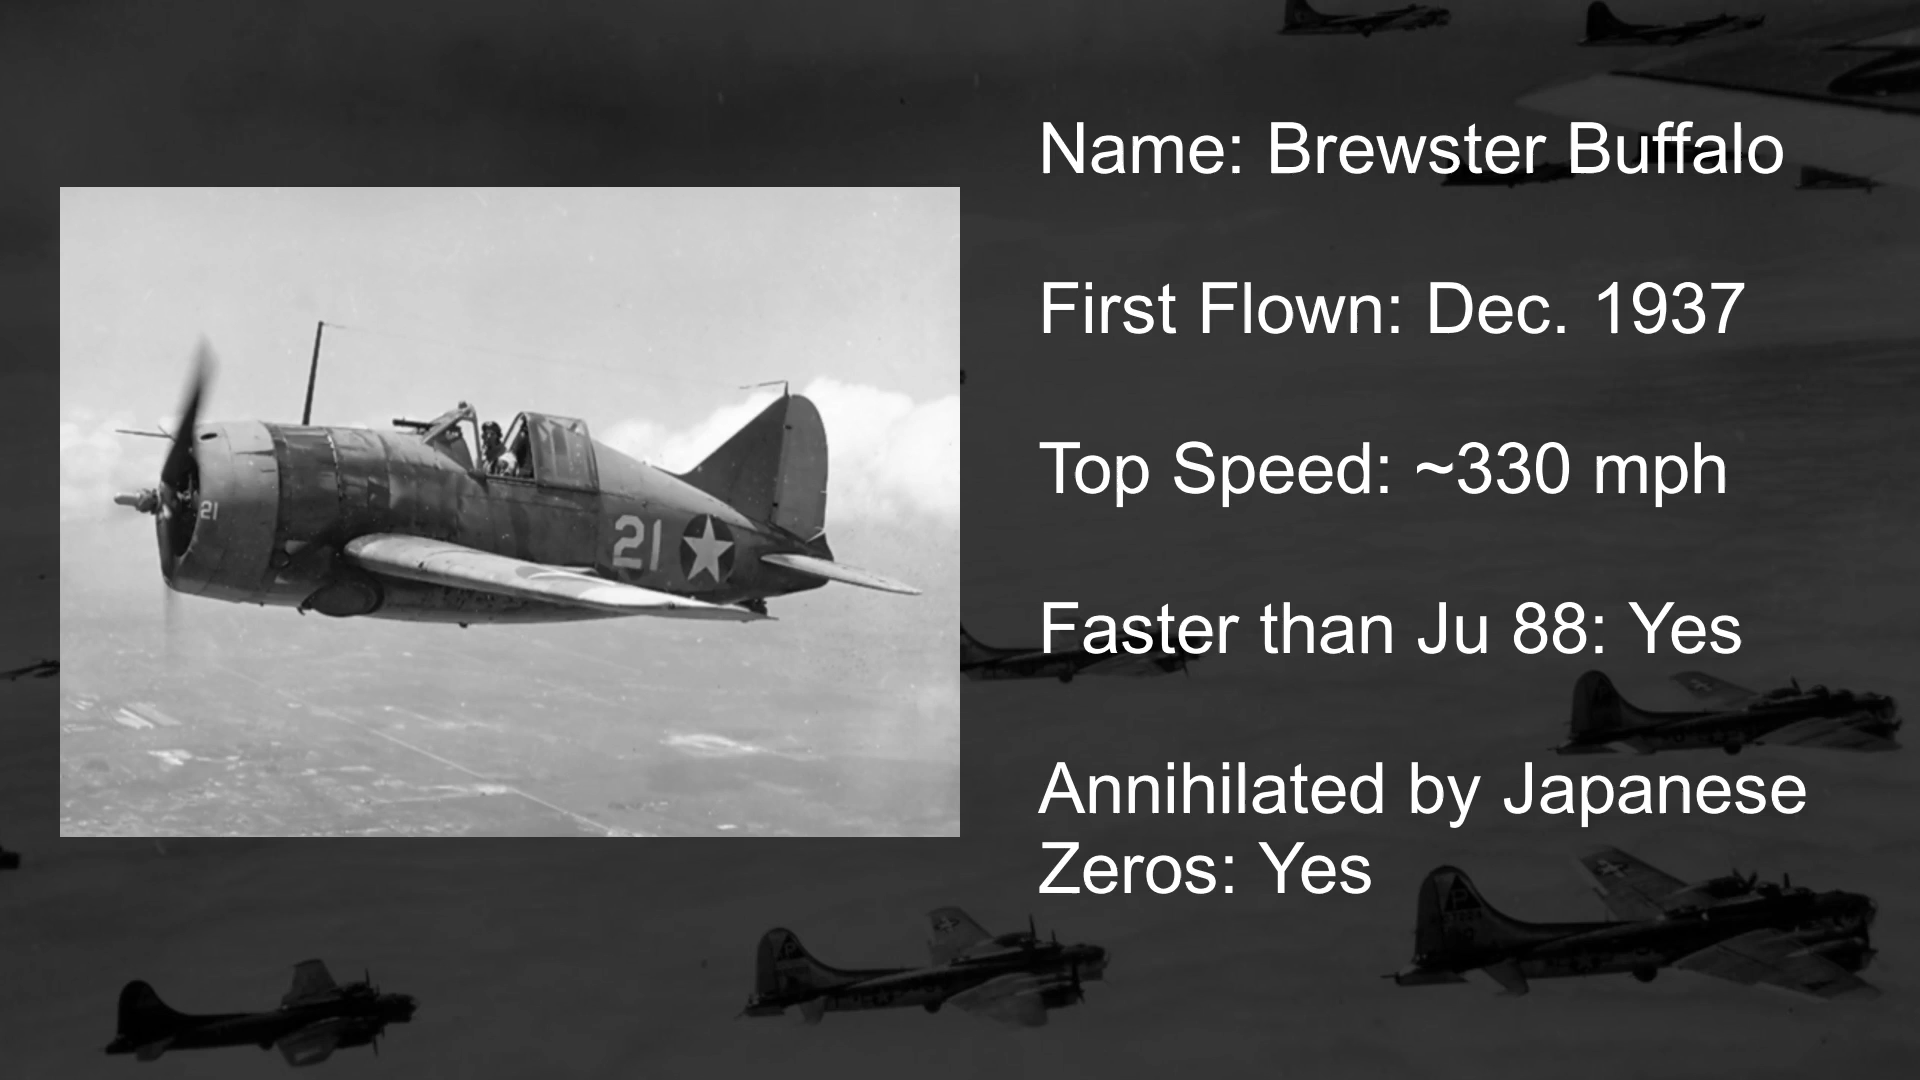 Name: Brewster Buffalo
First Flown: Dec. 1937
Top Speed: ~330 mph
Faster than Ju 88: Yes
Annihilated by Japanese
Zeros: Yes
21
21